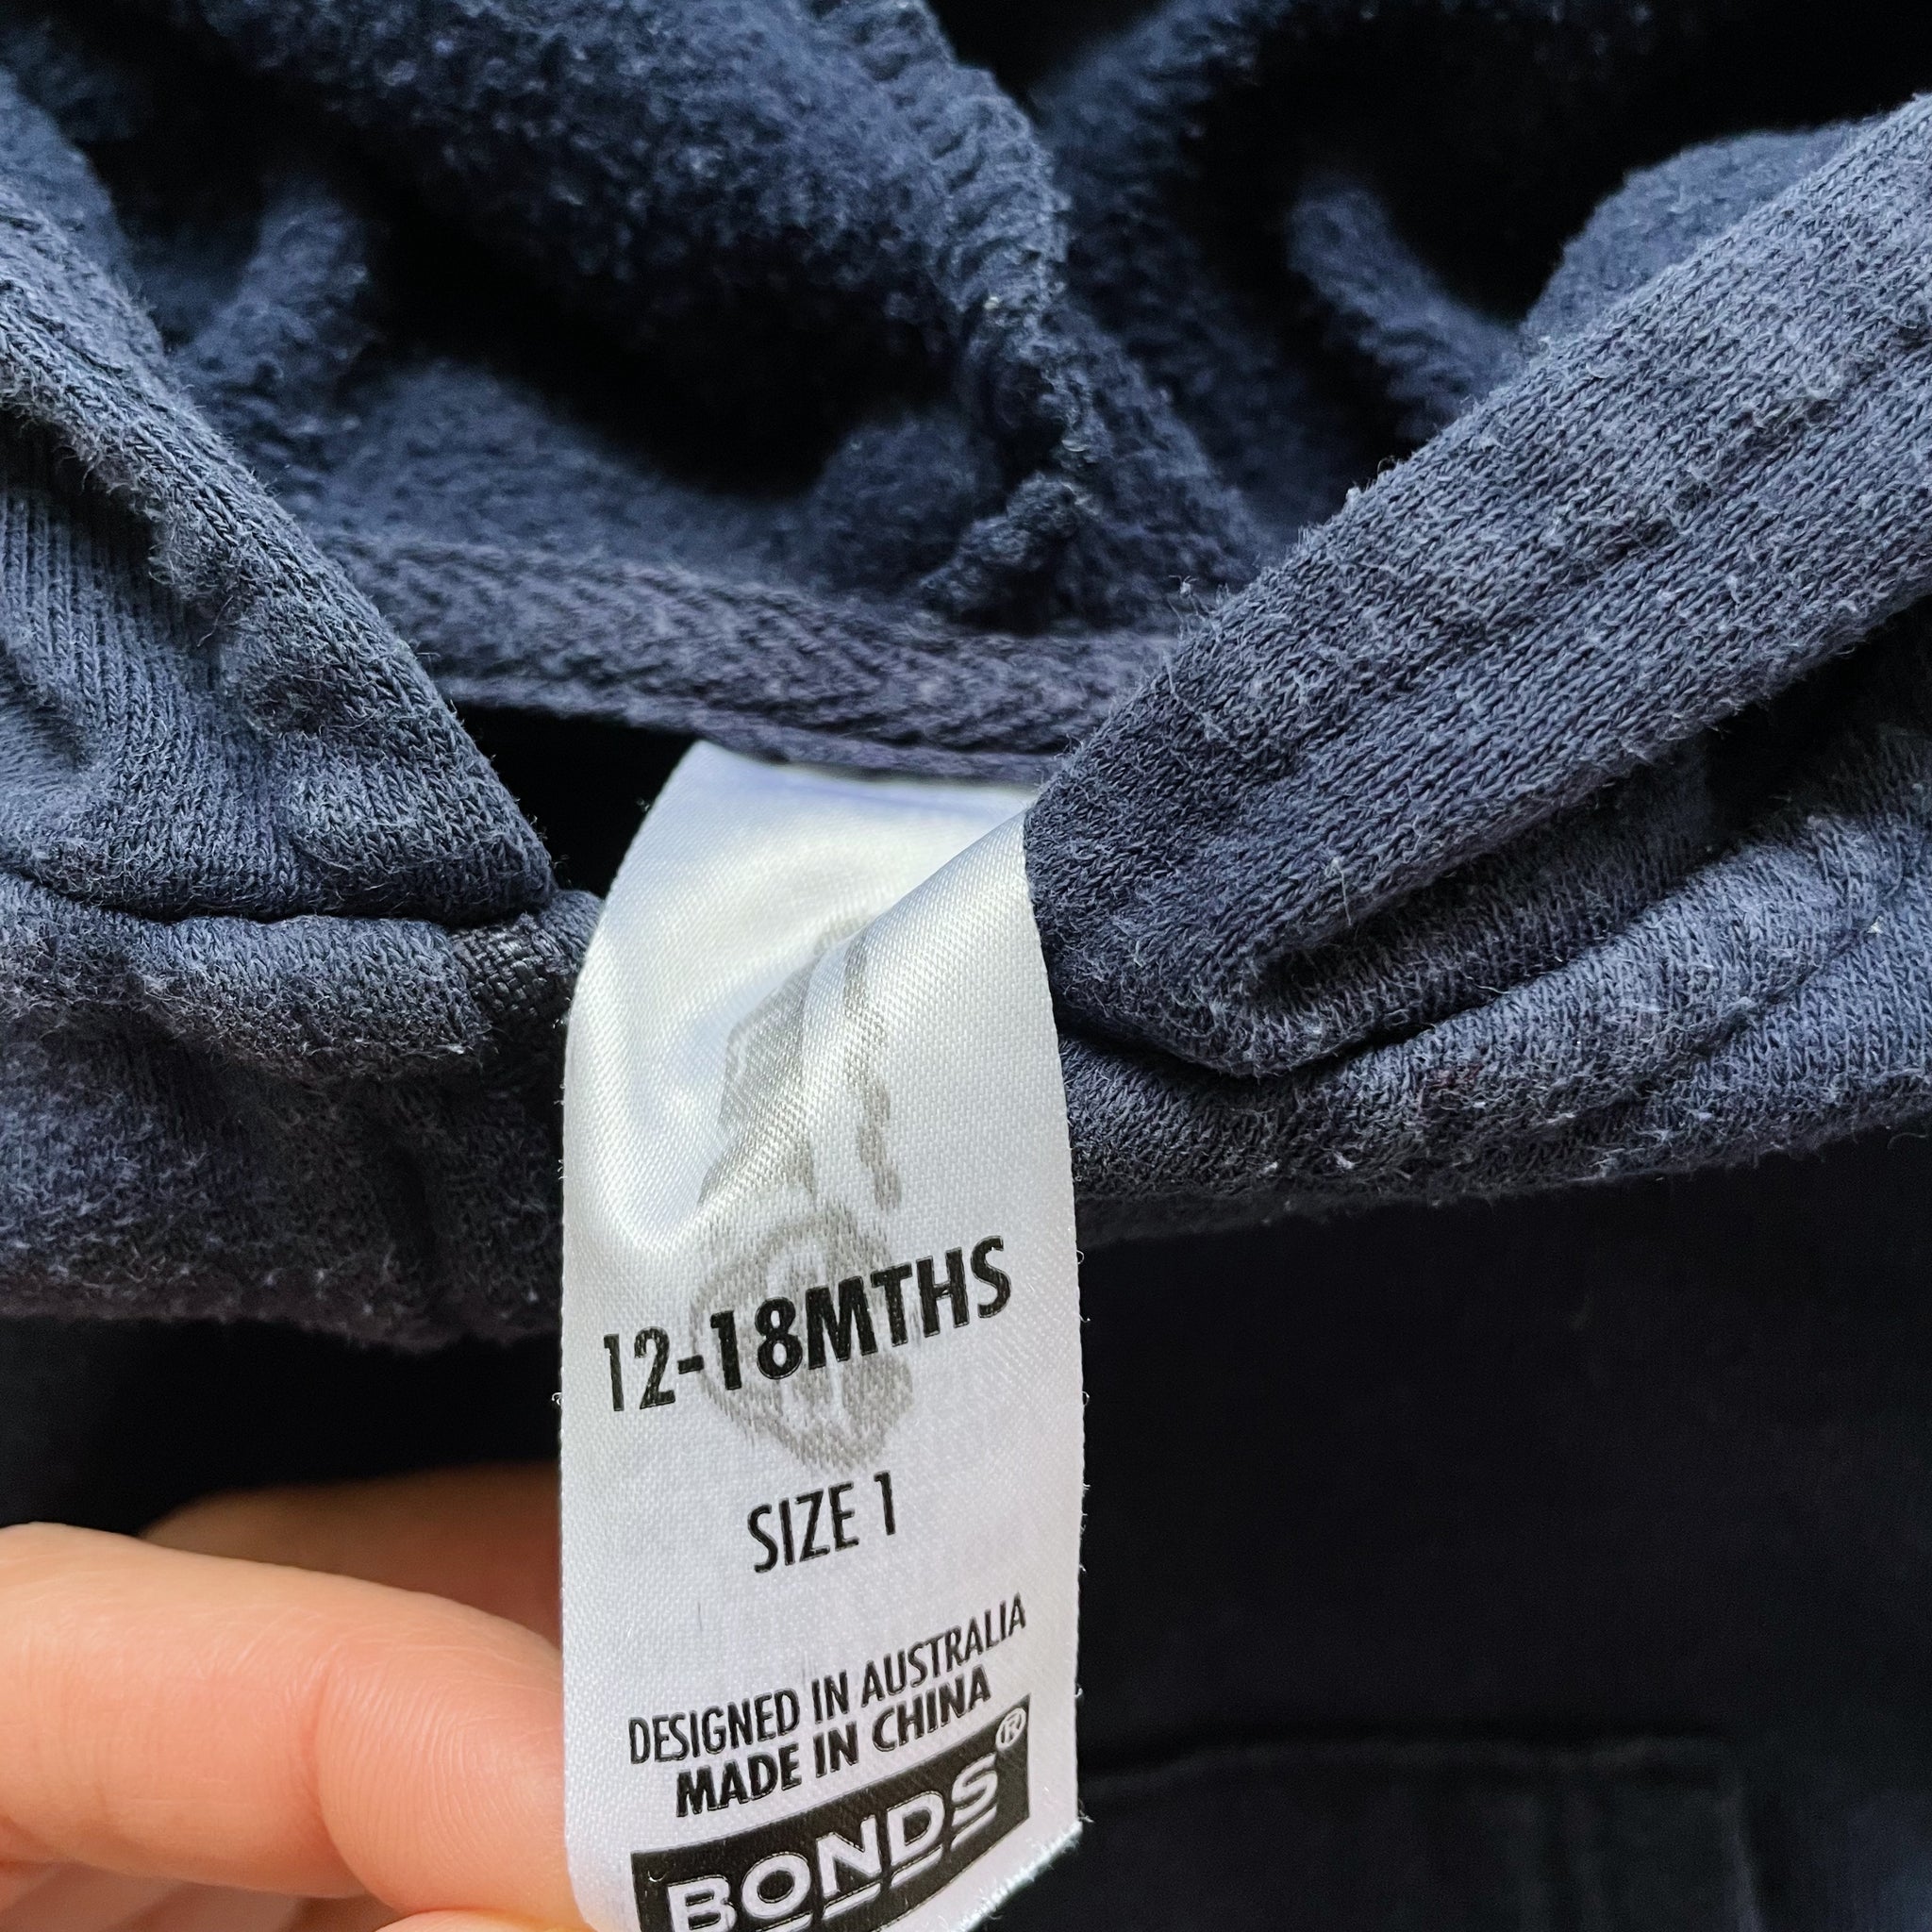 12-18MTHS
SIZE 1
DESIGNED IN AUSTRALIA
MADE IN CHINA
BONDS®